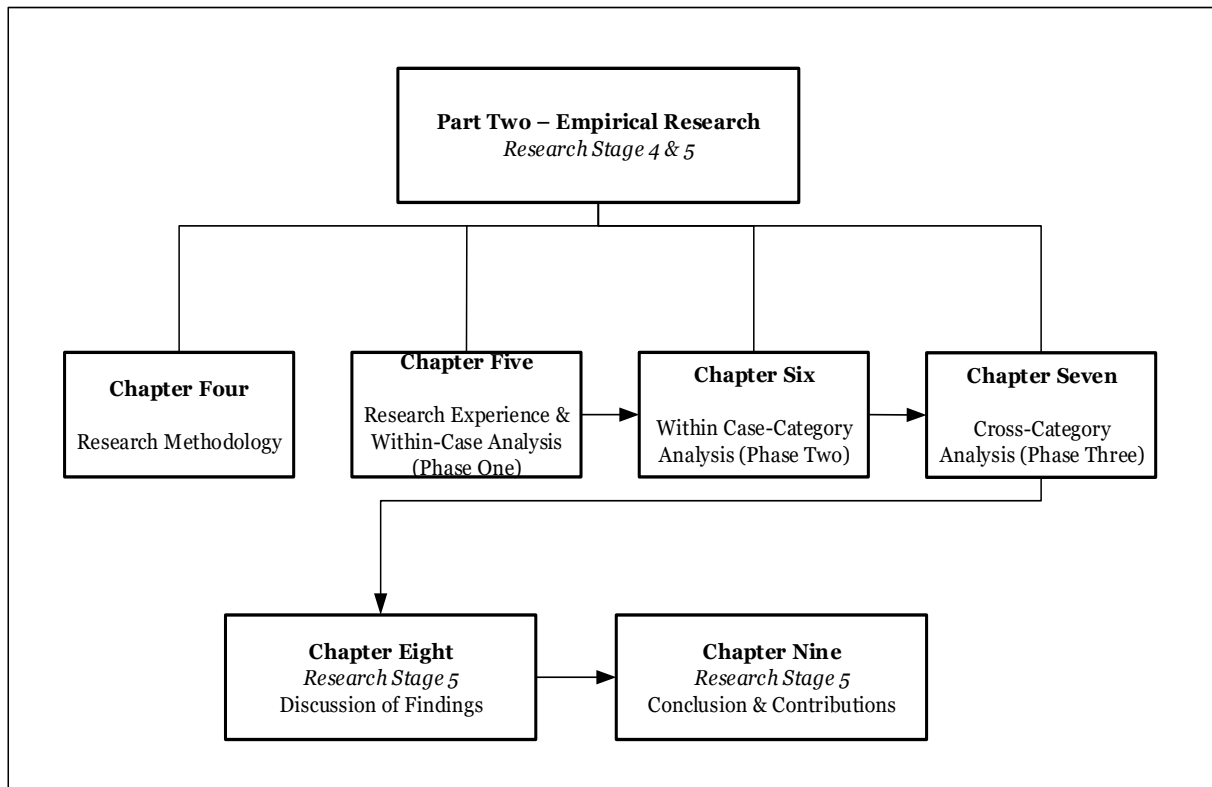 Part Two – Empirical Research
Research Stage 4 & 5
Chapter Four
Research Methodology
Chapter Five
Research Experience &
Within-Case Analysis
(Phase One)
Chapter Six
Within Case-Category
Analysis (Phase Two)
Chapter Seven
Cross-Category
Analysis (Phase Three)
Chapter Eight
Research Stage 5
Discussion of Findings
Chapter Nine
Research Stage 5
Conclusion & Contributions